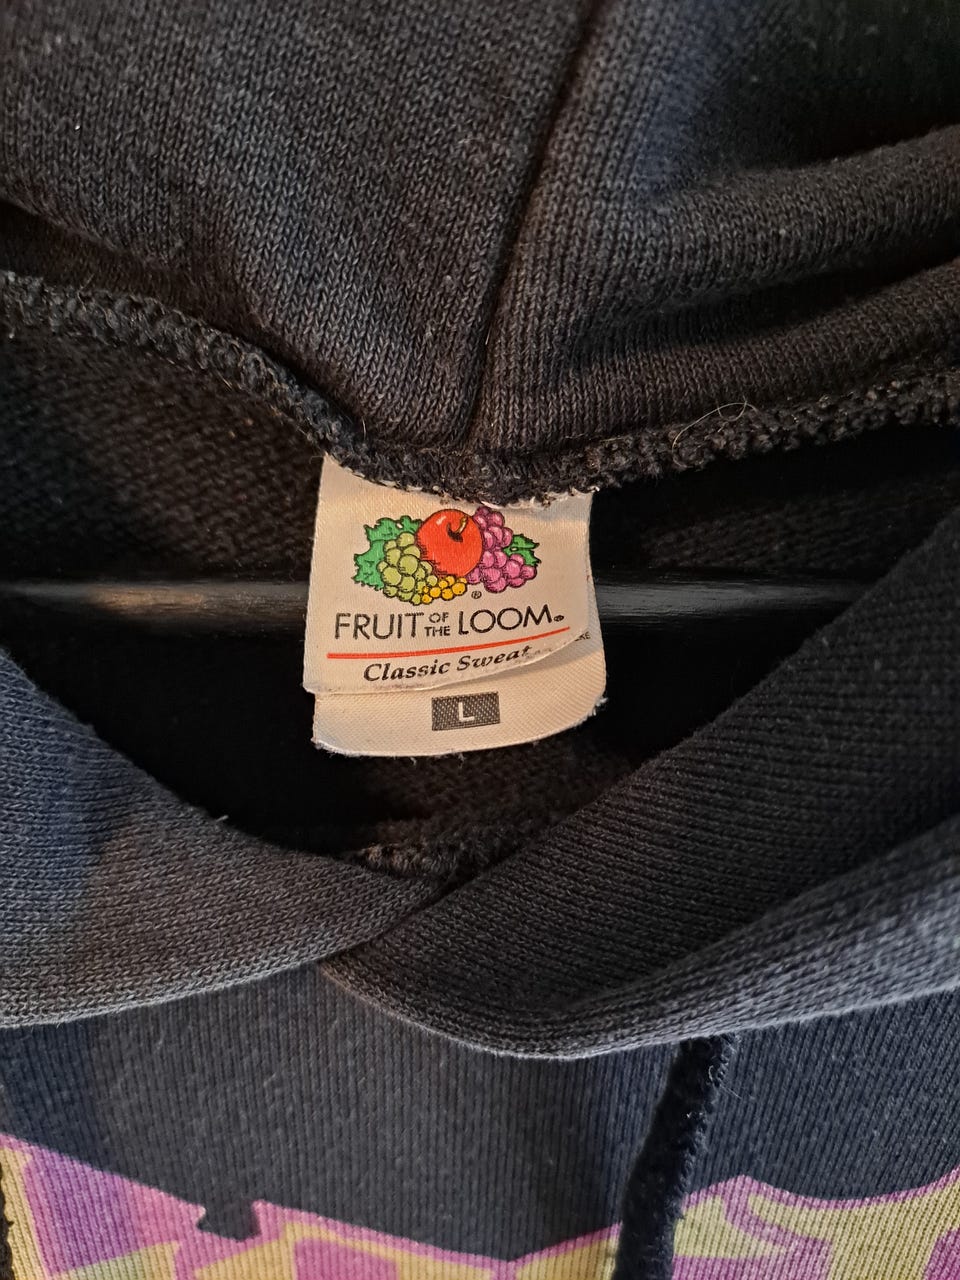 ®
FRUIT OF THE LOOM®
Classic Sweat
L